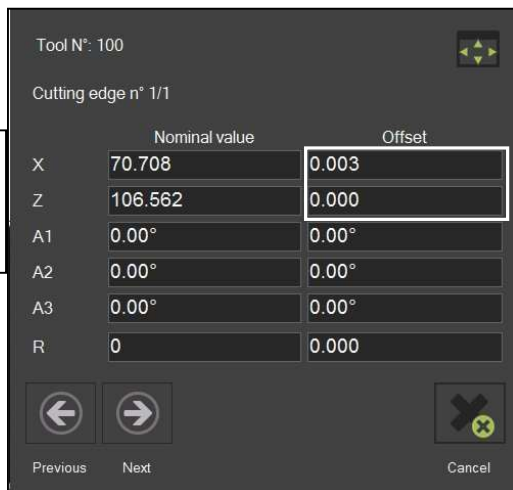 Tool N°: 100
Cutting edge n° 1/1
Nominal value Offset
X 70.708 0.003
Z 106.562 0.000
A1 0.00° 0.00°
A2 0.00° 0.00°
A3 0.00° 0.00°
R 0 0.000
Previous Next Cancel